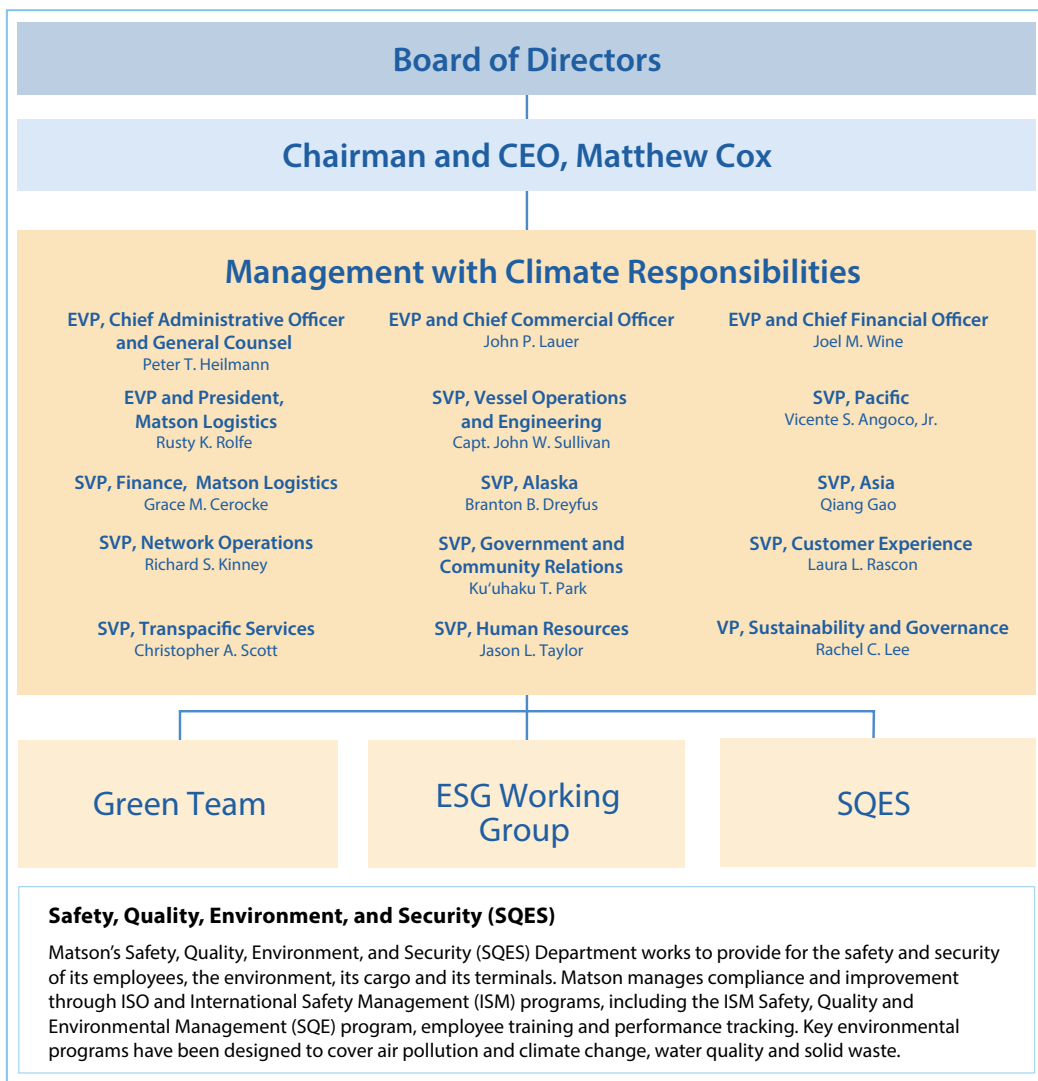 Board of Directors
Chairman and CEO, Matthew Cox
Management with Climate Responsibilities
EVP, Chief Administrative Officer
and General Counsel
Peter T. Heilmann
EVP and Chief Commercial Officer
John P. Lauer
EVP and Chief Financial Officer
Joel M. Wine
EVP and President,
Matson Logistics
Rusty K. Rolfe
SVP, Vessel Operations
and Engineering
Capt. John W. Sullivan
SVP, Pacific
Vicente S. Angoco, Jr.
SVP, Finance, Matson Logistics
Grace M. Cerocke
SVP, Alaska
Branton B. Dreyfus
SVP, Asia
Qiang Gao
SVP, Network Operations
Richard S. Kinney
SVP, Government and
Community Relations
Ku‘uhaku T. Park
SVP, Customer Experience
Laura L. Rascon
SVP, Transpacific Services
Christopher A. Scott
SVP, Human Resources
Jason L. Taylor
VP, Sustainability and Governance
Rachel C. Lee
Green Team
ESG Working
Group
SQES
Safety, Quality, Environment, and Security (SQES)
Matson’s Safety, Quality, Environment, and Security (SQES) Department works to provide for the safety and security
of its employees, the environment, its cargo and its terminals. Matson manages compliance and improvement
through ISO and International Safety Management (ISM) programs, including the ISM Safety, Quality and
Environmental Management (SQE) program, employee training and performance tracking. Key environmental
programs have been designed to cover air pollution and climate change, water quality and solid waste.